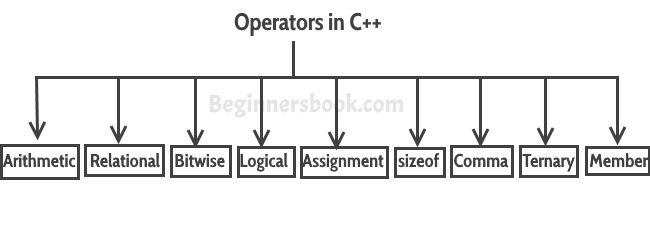 Operators in C++
Beginnersbook.com
Arithmetic
Relational
Bitwise
Logical
Assignment
sizeof
Comma
Ternary
Member